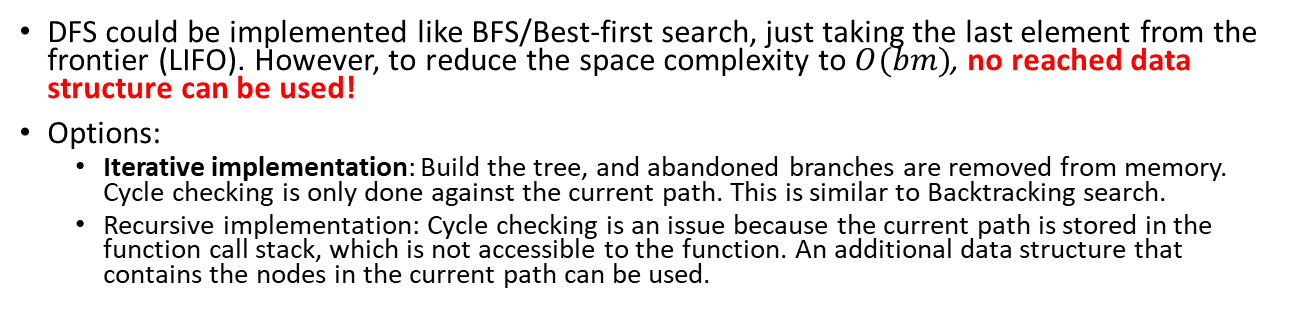 • DFS could be implemented like BFS/Best-first search, just taking the last element from the
frontier (LIFO). However, to reduce the space complexity to O(bm), no reached data
structure can be used!
• Options:
• Iterative implementation: Build the tree, and abandoned branches are removed from memory.
Cycle checking is only done against the current path. This is similar to Backtracking search.
• Recursive implementation: Cycle checking is an issue because the current path is stored in the
function call stack, which is not accessible to the function. An additional data structure that
contains the nodes in the current path can be used.